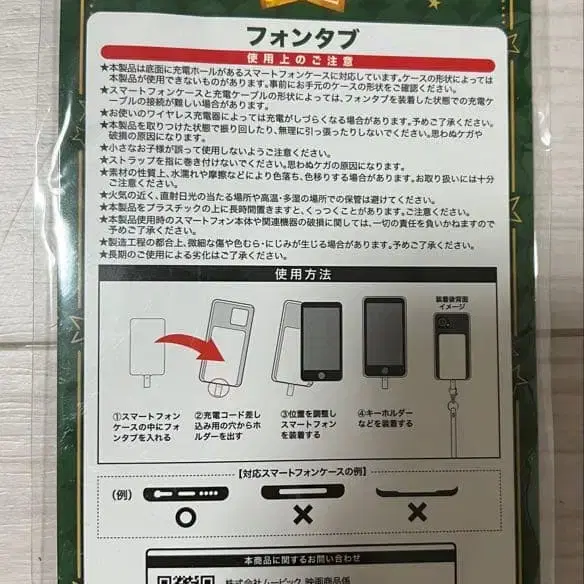 フォンタブ
使用上のご注意
★本製品は底面に充電ホールがあるスマートフォンケースに対応しています。ケースの形状によっては
本製品が使用できないものがあります。事前にお手元のケースの形状をご確認ください。
★スマートフォンケースと充電ケーブルの形状によっては、フォンタブを装着した状態での充電ケ
ーブルの接続が難しい場合があります。
★お使いのワイヤレス充電器によっては充電がしづらくなる場合があります。予めご了承ください。
★本製品を取りつけた状態で振り回したり、無理に引っ張ったりしないでください。思わぬケガや
破損の原因になります。
★小さなお子様が誤って使用しないようご注意ください。
★ストラップを指に巻き付けないでください。思わぬケガの原因になります。
★素材の性質上、水濡れや摩擦などにより色落ち、色移りする場合があります。お取り扱いには十分
ご注意ください。
★火気の近く、直射日光の当たる場所や高温・多湿の場所での保管は避けてください。
★本製品をプラスチックの上に長時間置きますと、くっつくことがあります。ご注意ください。
★本製品使用時のスマートフォン本体や関連機器の破損に関しては、一切の責任を負いかねますので
予めご了承ください。
★製造工程の都合上、微細な傷や色むら・にじみが生じる場合があります。予めご了承ください。
★長期のご使用による劣化はご了承ください。
使用方法
装着後背面
イメージ
①スマートフォン
ケースの中にフォ
ンタブを入れる
②充電コード差し
込み用の穴からホ
ルダーを出す
③位置を調整し
スマートフォン
を装着する
④キーホルダー
などを装着する
【対応スマートフォンケースの例】
(例)
○
×
×
本商品に関するお問い合わせ
株式会社ムービック 映画商品係